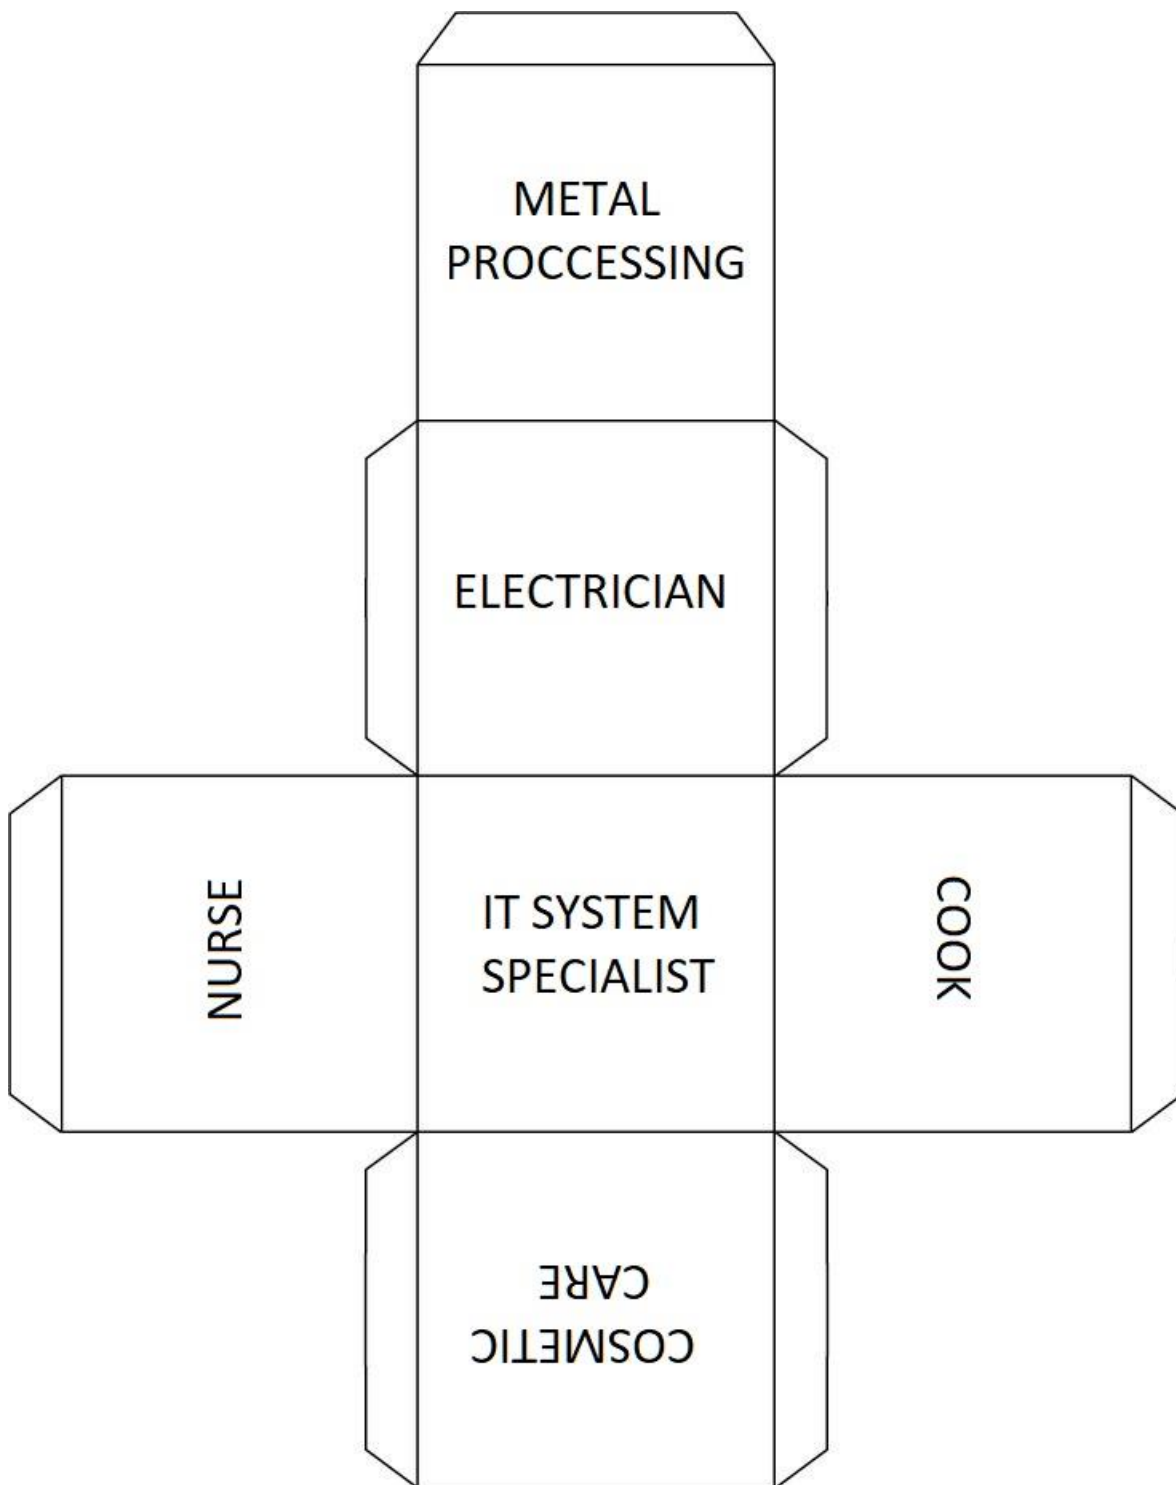 METAL
PROCCESSING
ELECTRICIAN
NURSE
IT SYSTEM
SPECIALIST
COOK
COSMETIC
CARE